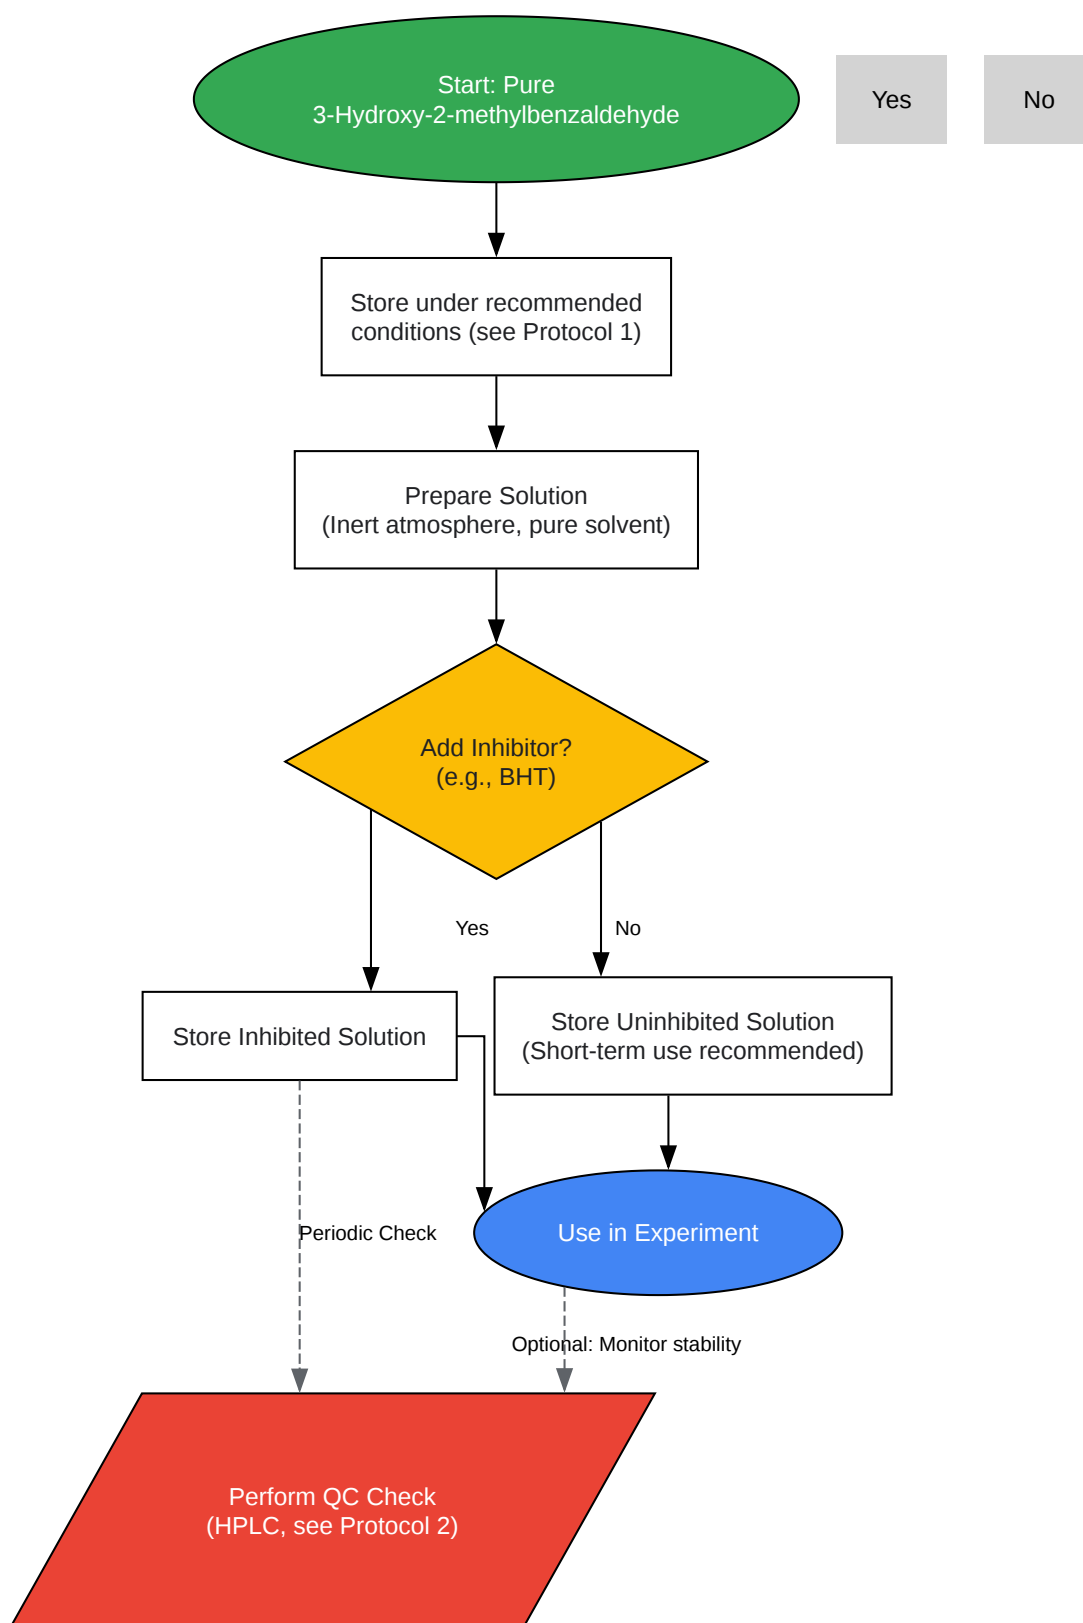 Start: Pure
3-Hydroxy-2-methylbenzaldehyde
Yes
No
Store under recommended
conditions (see Protocol 1)
Prepare Solution
(Inert atmosphere, pure solvent)
Add Inhibitor?
(e.g., BHT)
Yes
No
Store Inhibited Solution
Store Uninhibited Solution
(Short-term use recommended)
Periodic Check
Use in Experiment
Optional: Monitor stability
Perform QC Check
(HPLC, see Protocol 2)